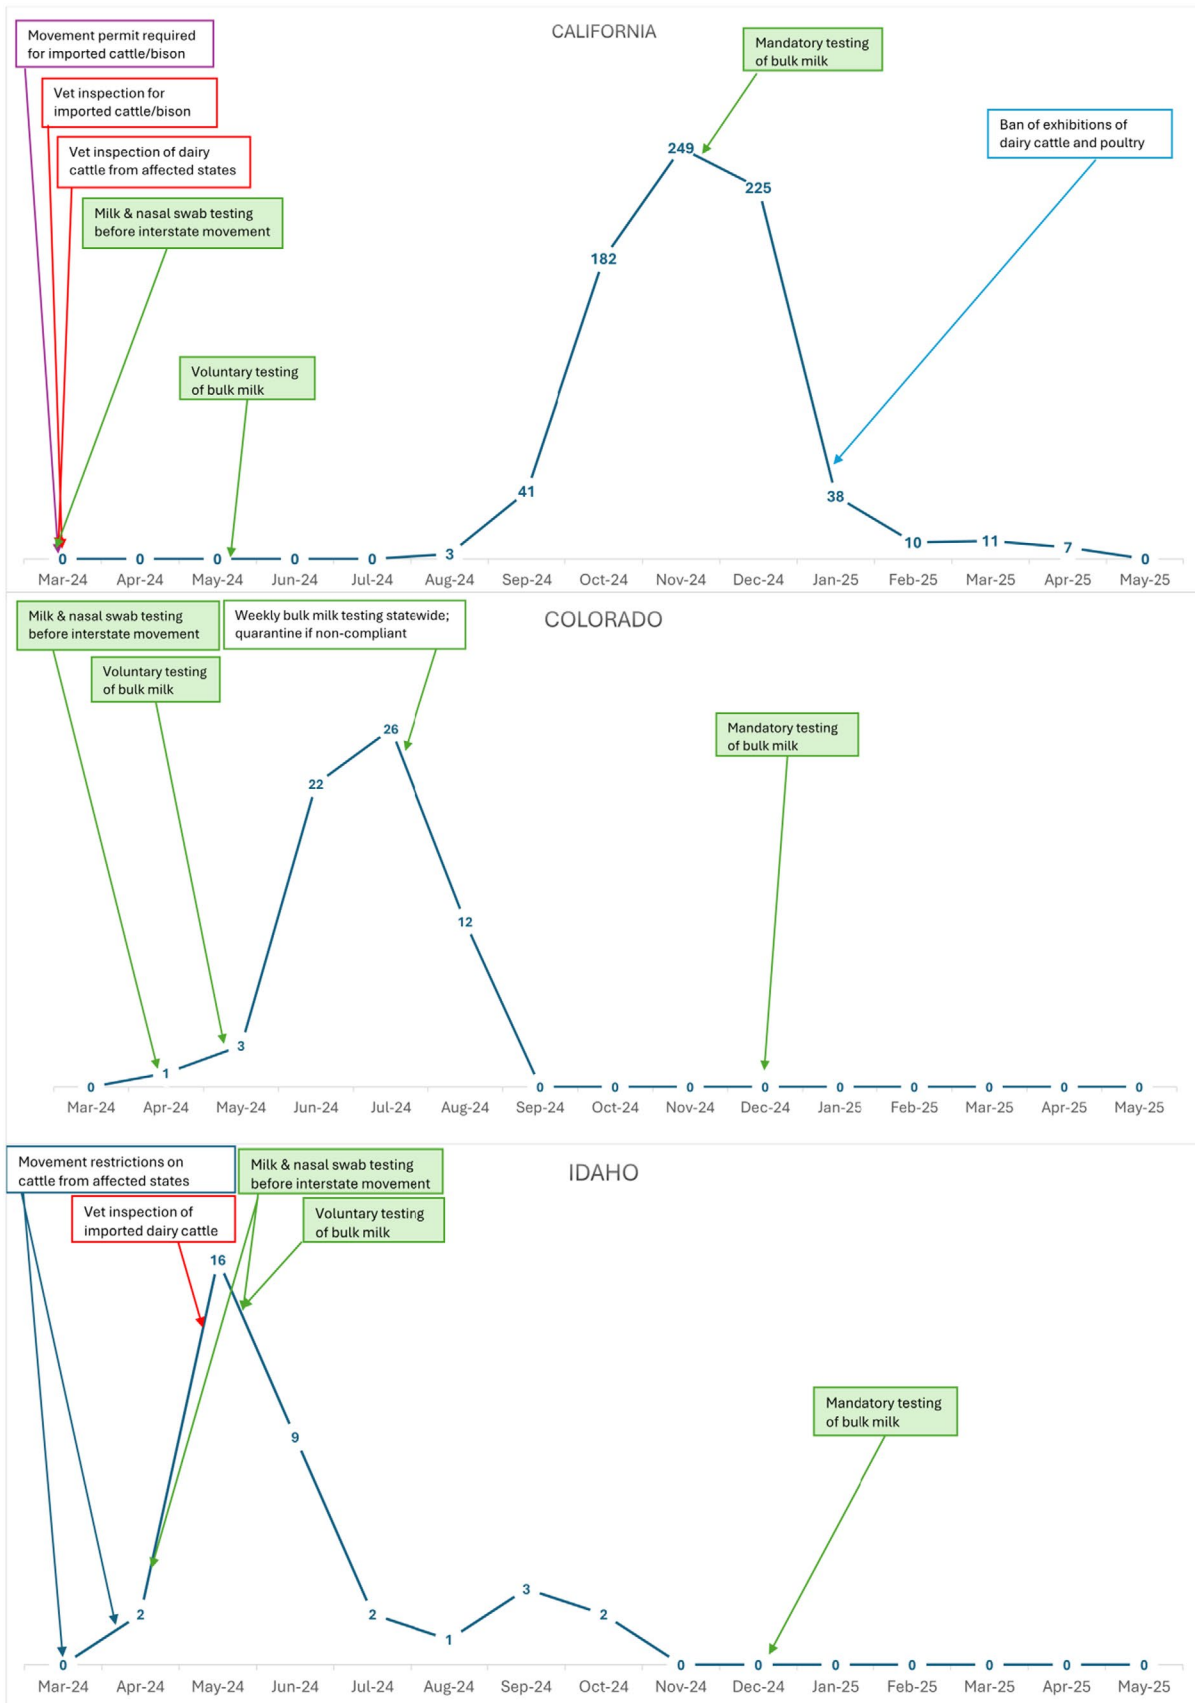 CALIFORNIA
Movement permit required
for imported cattle/bison
Vet inspection for
imported cattle/bison
Vet inspection of dairy
cattle from affected states
Milk & nasal swab testing
before interstate movement
Voluntary testing
of bulk milk
Mandatory testing
of bulk milk
Ban of exhibitions of
dairy cattle and poultry
0 0 0 0 0 3 41 182 249 225 38 10 11 7 0
Mar-24 Apr-24 May-24 Jun-24 Jul-24 Aug-24 Sep-24 Oct-24 Nov-24 Dec-24 Jan-25 Feb-25 Mar-25 Apr-25 May-25
COLORADO
Milk & nasal swab testing
before interstate movement
Voluntary testing
of bulk milk
Weekly bulk milk testing statewide;
quarantine if non-compliant
Mandatory testing
of bulk milk
0 1 3 22 26 12 0 0 0 0 0 0 0 0 0
Mar-24 Apr-24 May-24 Jun-24 Jul-24 Aug-24 Sep-24 Oct-24 Nov-24 Dec-24 Jan-25 Feb-25 Mar-25 Apr-25 May-25
IDAHO
Movement restrictions on
cattle from affected states
Vet inspection of
imported dairy cattle
Milk & nasal swab testing
before interstate movement
Voluntary testing
of bulk milk
Mandatory testing
of bulk milk
0 2 16 9 2 1 3 2 0 0 0 0 0 0 0
Mar-24 Apr-24 May-24 Jun-24 Jul-24 Aug-24 Sep-24 Oct-24 Nov-24 Dec-24 Jan-25 Feb-25 Mar-25 Apr-25 May-25